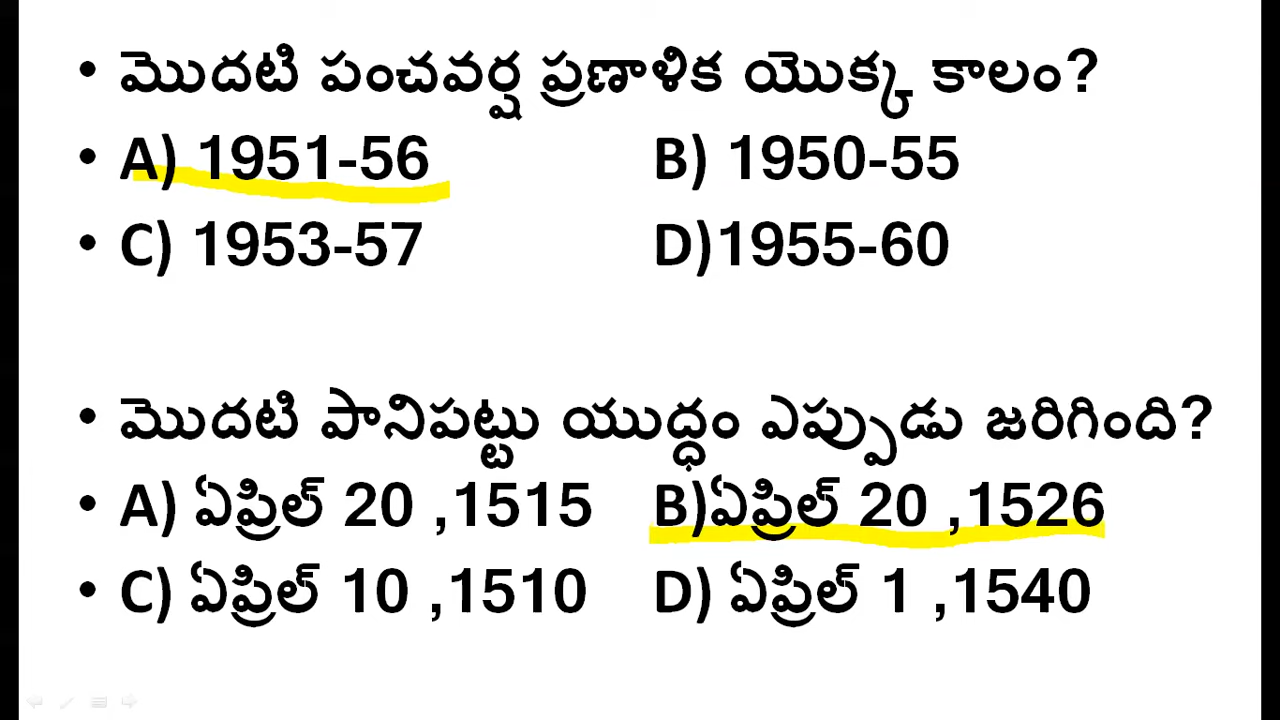 • మొదటి పంచవర్ష ప్రణాళిక యొక్క కాలం?
• A) 1951-56 B) 1950-55
• C) 1953-57 D)1955-60
• మొదటి పానిపట్టు యుద్ధం ఎప్పుడు జరిగింది?
• A) ఏప్రిల్ 20 ,1515 B)ఏప్రిల్ 20 ,1526
• C) ఏప్రిల్ 10 ,1510 D) ఏప్రిల్ 1 ,1540